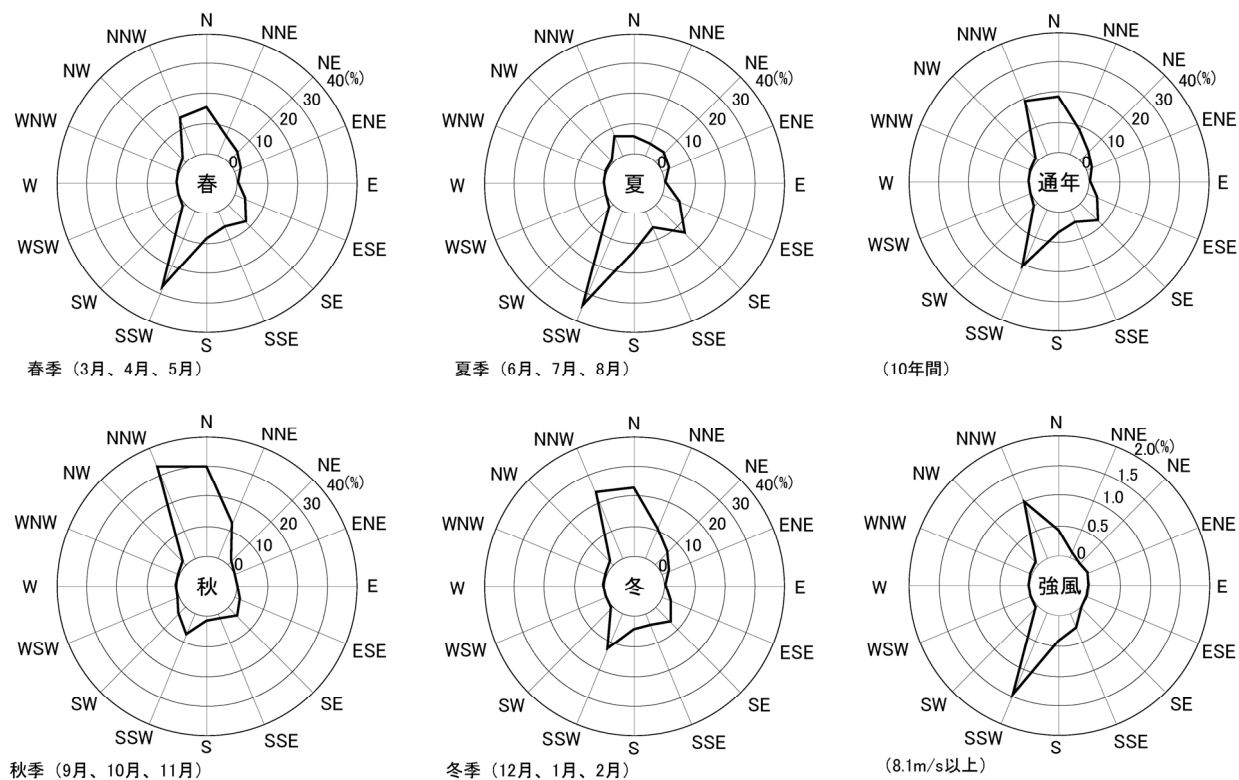 N
NNW
NNE
NW
NE
40(%)
30
WNW
20
ENE
10
0
W
春
E
WSW
ESE
SW
SE
SSW
SSE
S
春季（3月、4月、5月）
N
NNW
NNE
NW
NE
40(%)
30
WNW
20
ENE
10
0
W
夏
E
WSW
ESE
SW
SE
SSW
SSE
S
夏季（6月、7月、8月）
N
NNW
NNE
NW
NE
40(%)
30
WNW
20
ENE
10
0
W
通年
E
WSW
ESE
SW
SE
SSW
SSE
S
（10年間）
N
NNW
NNE
NW
NE
40(%)
30
WNW
20
ENE
10
0
W
秋
E
WSW
ESE
SW
SE
SSW
SSE
S
秋季（9月、10月、11月）
N
NNW
NNE
NW
NE
40(%)
30
WNW
20
ENE
10
0
W
冬
E
WSW
ESE
SW
SE
SSW
SSE
S
冬季（12月、1月、2月）
N
NNW
NNE
2.0(%)
NW
NE
1.5
WNW
1.0
ENE
0.5
0
W
強風
E
WSW
ESE
SW
SE
SSW
SSE
S
（8.1m/s以上）